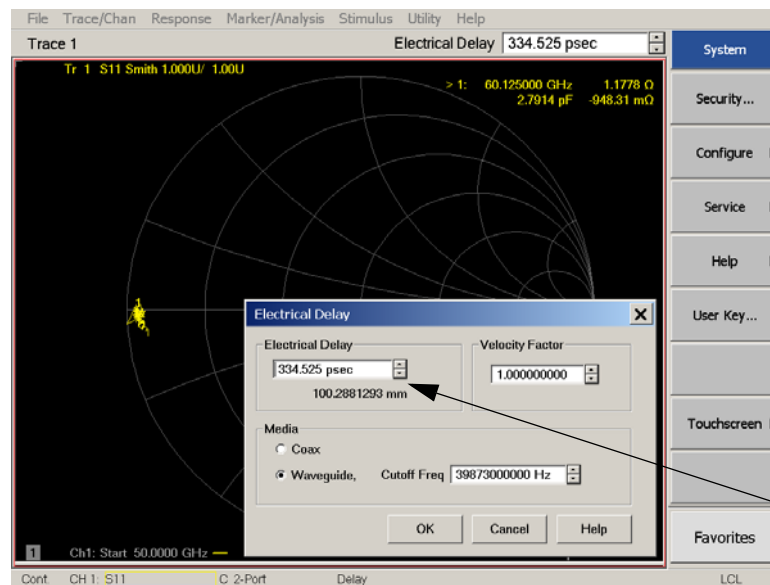 File Trace/Chan Response Marker/Analysis Stimulus Utility Help
Trace 1 Electrical Delay 334.525 psec
Tr 1 S11 Smith 1.000U/ 1.00U
> 1: 60.125000 GHz 1.1778 Ω
2.7914 pF -948.31 mΩ
System
Security...
Configure
Service
Help
User Key...
Touchscreen
Favorites
Electrical Delay
Electrical Delay
334.525 psec
100.2881293 mm
Velocity Factor
1.000000000
Media
Coax
Waveguide, Cutoff Freq 39873000000 Hz
OK Cancel Help
1 Ch1: Start 50.0000 GHz
Cont. CH 1: S11 C 2-Port Delay LCL